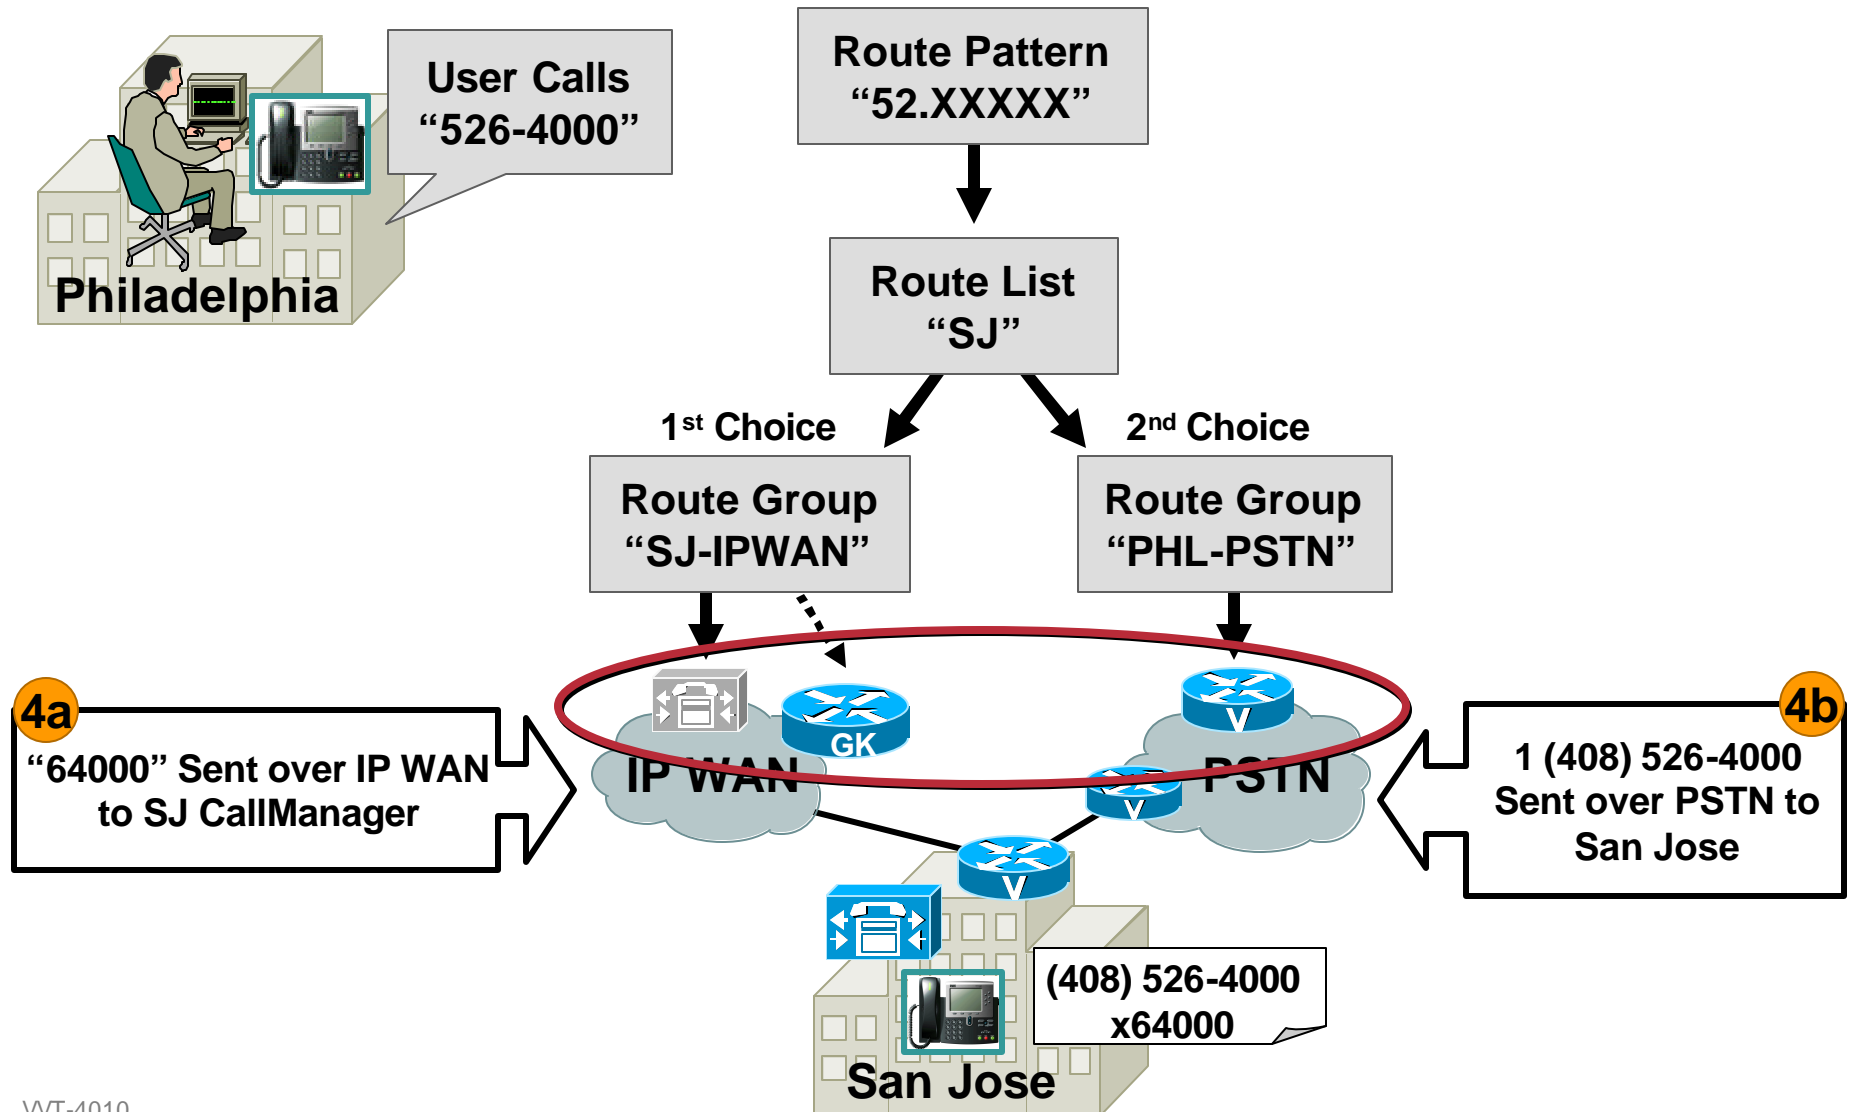 User Calls
“526-4000”
Philadelphia
Route Pattern
“52.XXXXX”
Route List
“SJ”
1st Choice
2nd Choice
Route Group
“SJ-IPWAN”
Route Group
“PHL-PSTN”
GK
V
IP WAN
PSTN
V
V
4a
“64000” Sent over IP WAN
to SJ CallManager
4b
1 (408) 526-4000
Sent over PSTN to
San Jose
(408) 526-4000
x64000
San Jose
VVT-4010